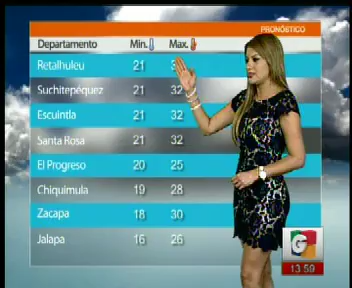 PRONÓSTICO
Departamento Min. Max.
Retalhuleu 21
Suchitepéquez 21 32
Escuintla 21 32
Santa Rosa 21 32
El Progreso 20 25
Chiquimula 19 28
Zacapa 18 30
Jalapa 16 26
G
13:59